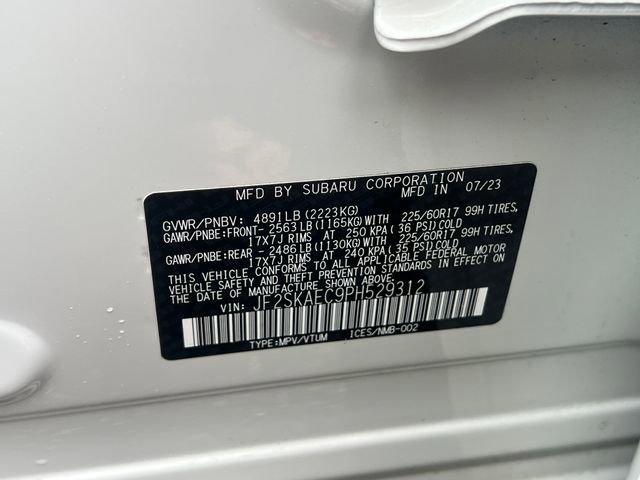 MFD BY SUBARU CORPORATION
MFD IN 07/23
GVWR/PNBV: 4891LB (2223KG)
GAWR/PNBE:FRONT- 2563LB(1165KG)WITH 225/60R17 99H TIRES,
17X7J RIMS AT 250 KPA(36 PSI)COLD
GAWR/PNBE:REAR - 2486LB(1130KG)WITH 225/60R17 99H TIRES,
17X7J RIMS AT 240 KPA(35 PSI)COLD
THIS VEHICLE CONFORMS TO ALL APPLICABLE FEDERAL MOTOR
VEHICLE SAFETY AND THEFT PREVENTION STANDARDS IN EFFECT ON THE
DATE OF MANUFACTURE SHOWN ABOVE.
VIN: JF2SKAEC9PH529312
TYPE:MPV/VTUM ICES/NMB-002